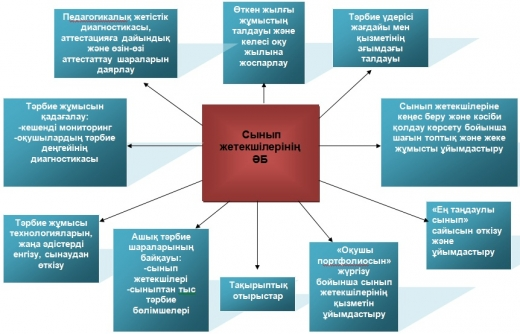 Педагогикалық жетістік
диагностикасы,
аттестацияға дайындық
және өзін-өзі
аттестаттау шараларын
даярлау
Өткен жылғы
жұмыстың
талдауы және
келесі оқу
жылына
жоспарлау
Тәрбие үдерісі
жағдайы мен
қызметінің
ағымдағы
талдауы
Тәрбие жұмысын
қадағалау:
-кешенді мониторинг
-оқушылардың тәрбие
деңгейінің
диагностикасы
Сынып
жетекшілерінің
ӘБ
Сынып жетекшілеріне
кеңес беру және кәсіби
қолдау көрсету бойынша
шағын топтық және жеке
жұмысты ұйымдастыру
Тәрбие жұмысы
технологияларын,
жаңа әдістерді
енгізу, сынаудан
өткізу
Ашық тәрбие
шараларының
байқауы:
-сынып
жетекшілері
-сыныптан тыс
тәрбие
бөлімшелері
Тақырыптық
отырыстар
«Оқушы
портфолиосын»
жүргізу
бойынша сынып
жетекшілерінің
қызметін
ұйымдастыру
«Ең таңдаулы
сынып»
сайысын өткізу
және
ұйымдастыру